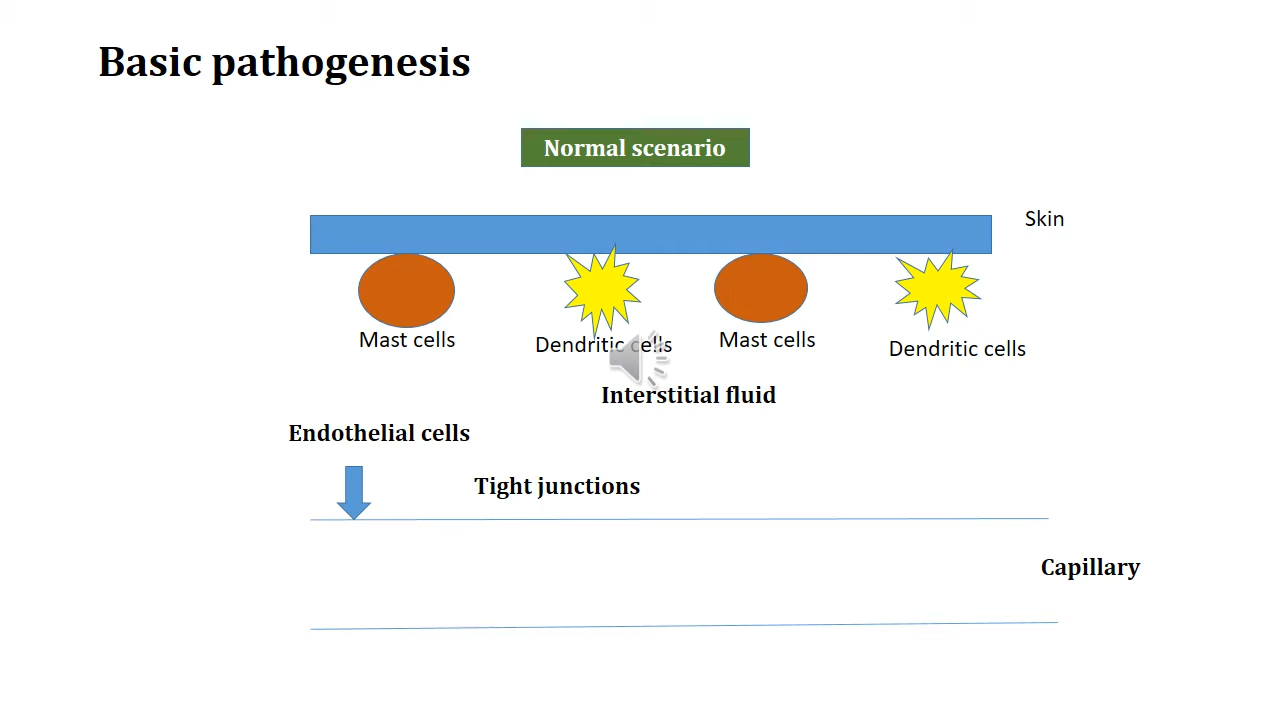 Basic pathogenesis
Normal scenario
Skin
Mast cells
Dendritic cells
Mast cells
Dendritic cells
Interstitial fluid
Endothelial cells
Tight junctions
Capillary